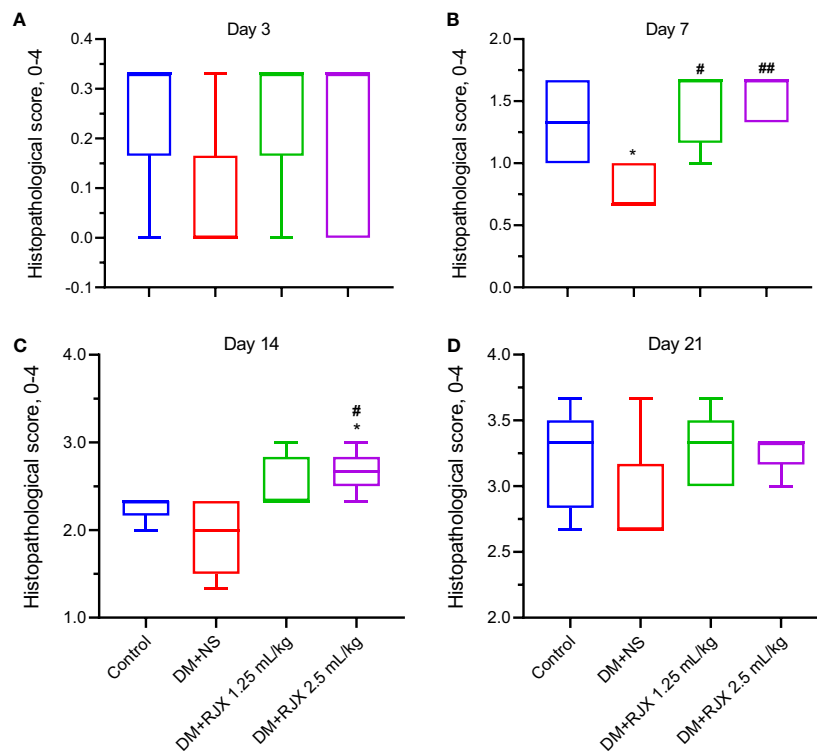 A
Day 3
Histopathological score, 0-4
0.4
0.3
0.2
0.1
0.0
-0.1
B
Day 7
Histopathological score, 0-4
2.0
1.5
1.0
0.5
0.0
*
#
##
C
Day 14
Histopathological score, 0-4
4.0
3.0
2.0
1.0
#
*
Control
DM+NS
DM+RJX 1.25 mL/kg
DM+RJX 2.5 mL/kg
D
Day 21
Histopathological score, 0-4
4.0
3.5
3.0
2.5
2.0
Control
DM+NS
DM+RJX 1.25 mL/kg
DM+RJX 2.5 mL/kg